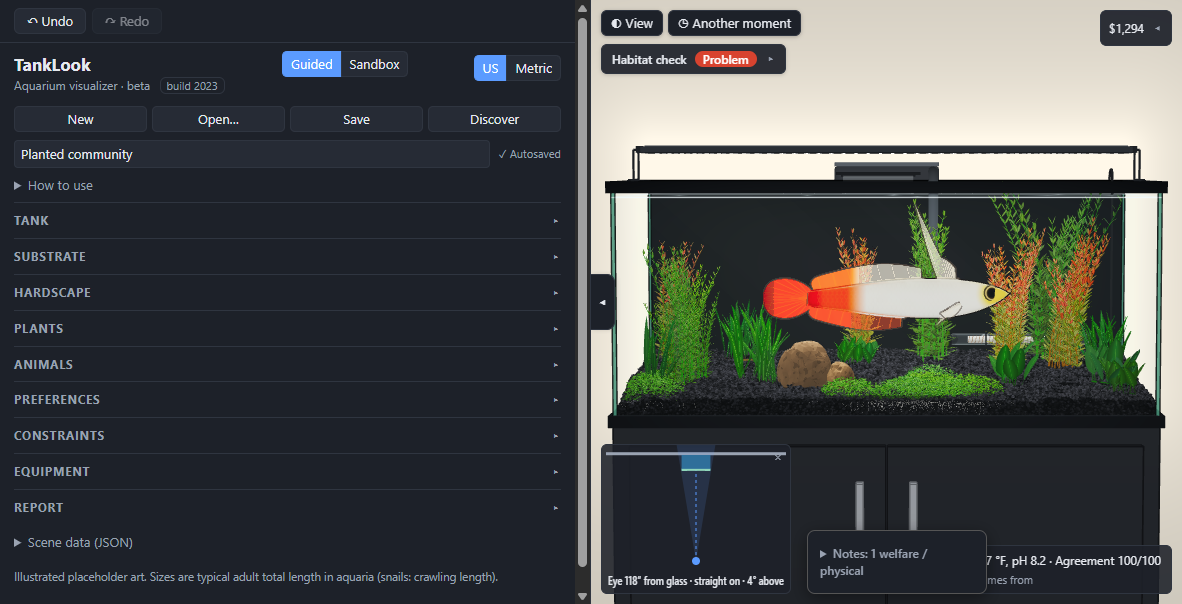 Undo
Redo
TankLook
Aquarium visualizer · beta
build 2023
Guided
Sandbox
US
Metric
New
Open...
Save
Discover
Planted community
✓ Autosaved
How to use
TANK
SUBSTRATE
HARDSCAPE
PLANTS
ANIMALS
PREFERENCES
CONSTRAINTS
EQUIPMENT
REPORT
Scene data (JSON)
Illustrated placeholder art. Sizes are typical adult total length in aquaria (snails: crawling length).
View
Another moment
$1,294
Habitat check
Problem
Eye 118" from glass · straight on · 4° above
Notes: 1 welfare /
physical
7 °F, pH 8.2 · Agreement 100/100
mes from